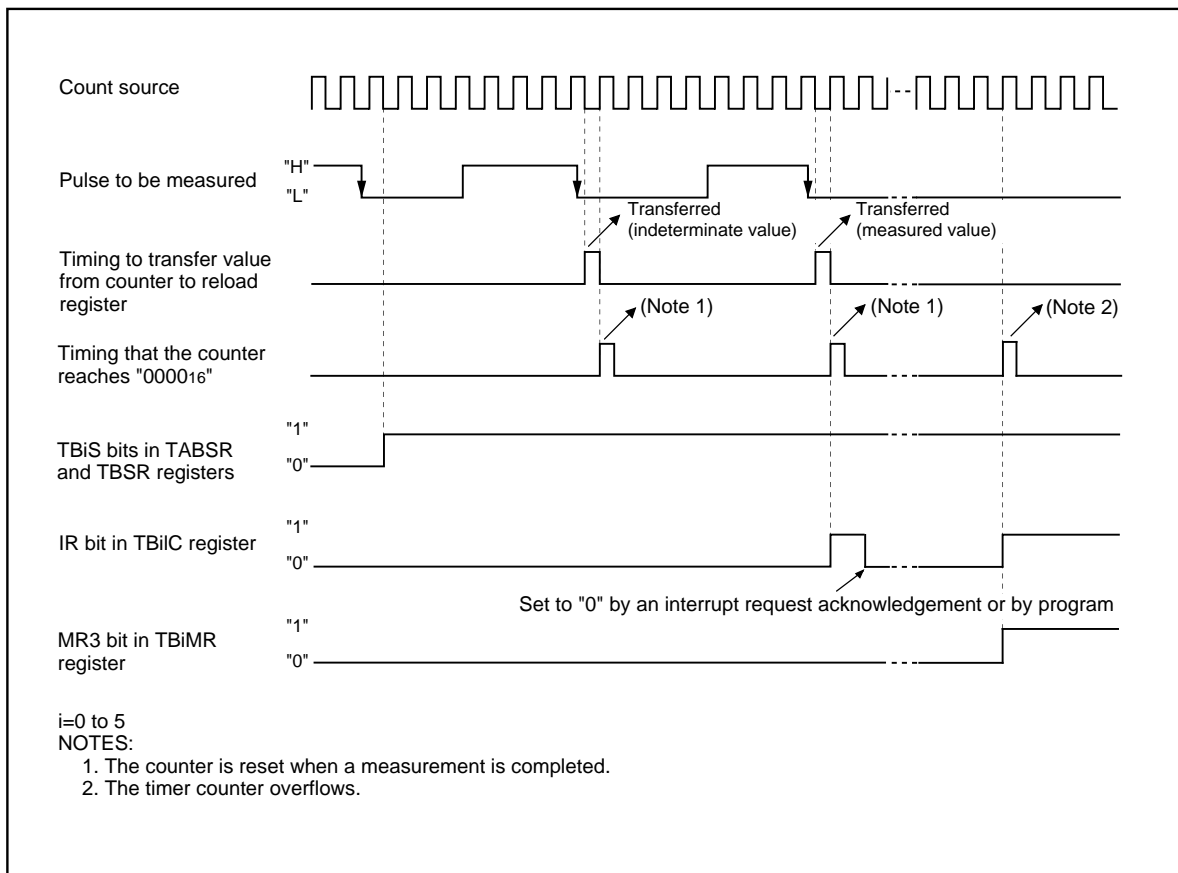 Count source
Pulse to be measured
"H"
"L"
Transferred
(indeterminate value)
Transferred
(measured value)
Timing to transfer value
from counter to reload
register
(Note 1)
(Note 1)
(Note 2)
Timing that the counter
reaches "000016"
TBiS bits in TABSR
and TBSR registers
"1"
"0"
IR bit in TBiIC register
"1"
"0"
Set to "0" by an interrupt request acknowledgement or by program
MR3 bit in TBiMR
register
"1"
"0"
i=0 to 5
NOTES:
1. The counter is reset when a measurement is completed.
2. The timer counter overflows.